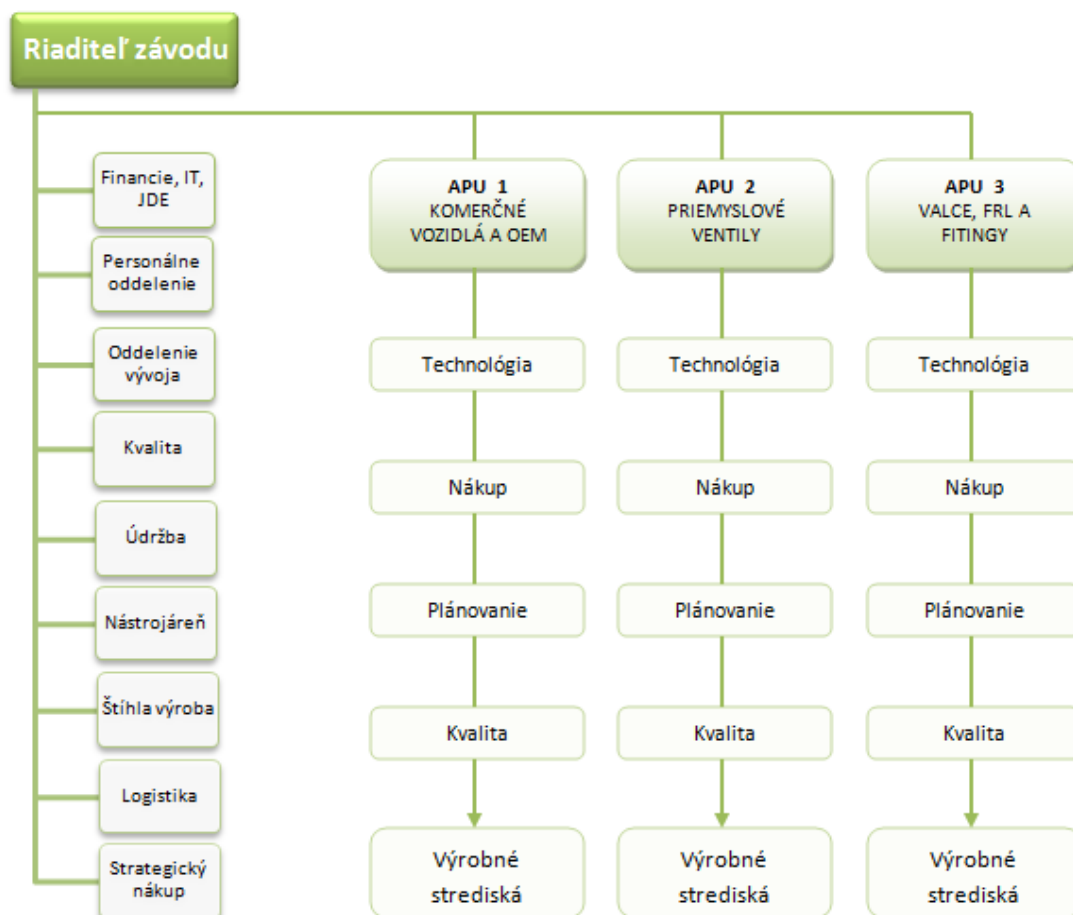 Riaditeľ závodu
Financie, IT,
JDE
Personálne
oddelenie
Oddelenie
vývoja
Kvalita
Údržba
Nástrojáreň
Štíhla výroba
Logistika
Strategický
nákup
APU 1
KOMERČNÉ
VOZIDLÁ A OEM
Technológia
Nákup
Plánovanie
Kvalita
Výrobné
strediská
APU 2
PRIEMYSLOVÉ
VENTILY
Technológia
Nákup
Plánovanie
Kvalita
Výrobné
strediská
APU 3
VALCE, FRL A
FITINGY
Technológia
Nákup
Plánovanie
Kvalita
Výrobné
strediská